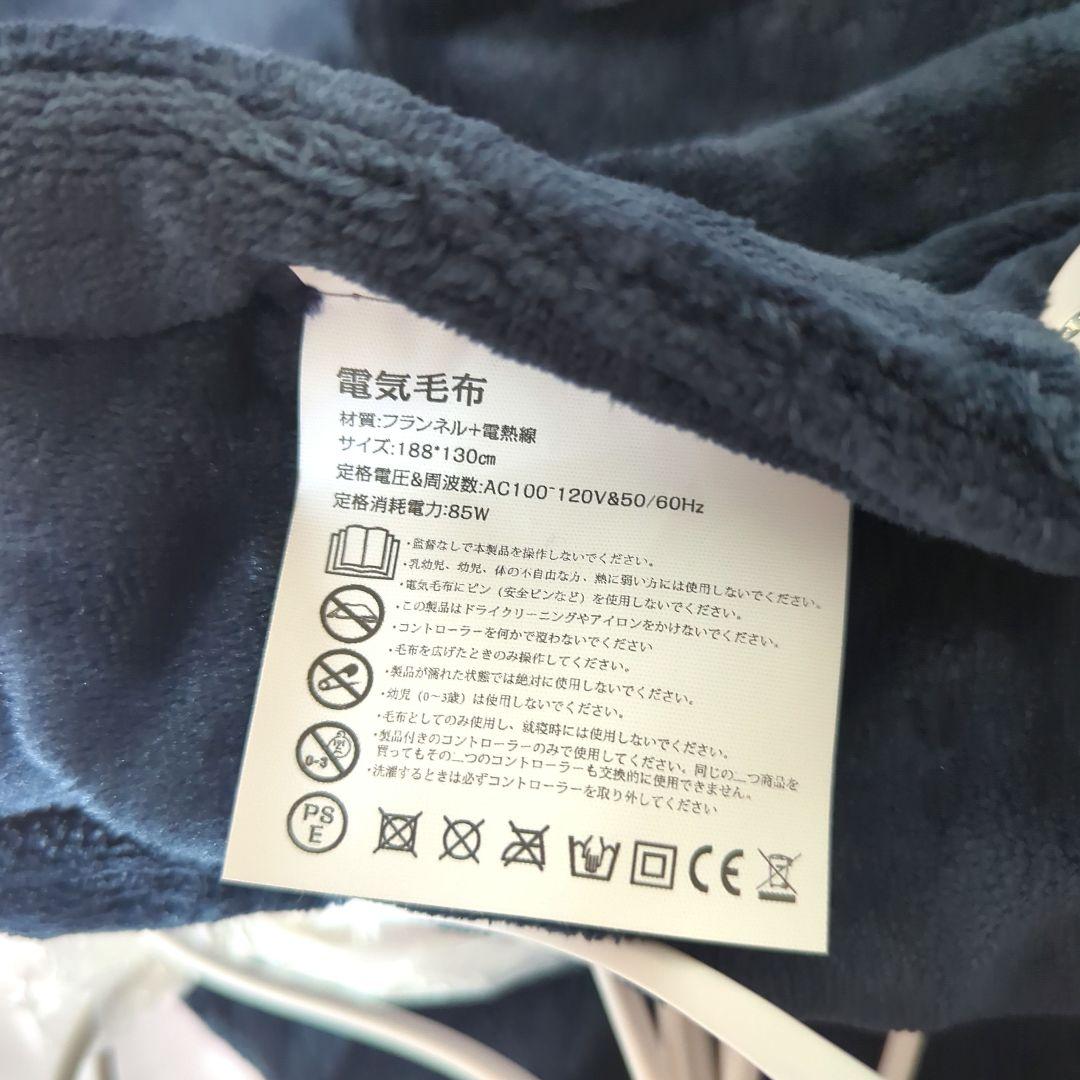 電気毛布
材質:フランネル+電熱線
サイズ:188*130㎝
定格電圧&周波数:AC100~120V&50/60Hz
定格消耗電力:85W
・監督なしで本製品を操作しないでください。
・乳幼児、幼児、体の不自由な方、熱に弱い方には使用しないでください。
・電気毛布にピン（安全ピンなど）を使用しないでください。
・この製品はドライクリーニングやアイロンをかけないでください。
・コントローラーを何かで覆わないでください
・毛布を広げたときのみ操作してください。
・製品が濡れた状態では絶対に使用しないでください。
・幼児（0～3歳）は使用しないでください。
・毛布としてのみ使用し、就寝時には使用しないでください。
・製品付きのコントローラーのみで使用してください。同じの二つ商品を
買ってもその二つのコントローラーも交換的に使用できません。
・洗濯するときは必ずコントローラーを取り外してください
0-3
PS
E
CE